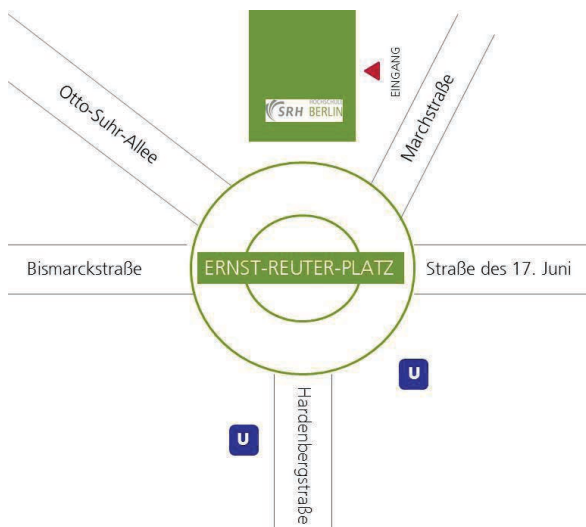 EINGANG
HOCHSCHULE
SRH BERLIN
Otto-Suhr-Allee
Marchstraße
Bismarckstraße
ERNST-REUTER-PLATZ
Straße des 17. Juni
U
U
Hardenbergstraße